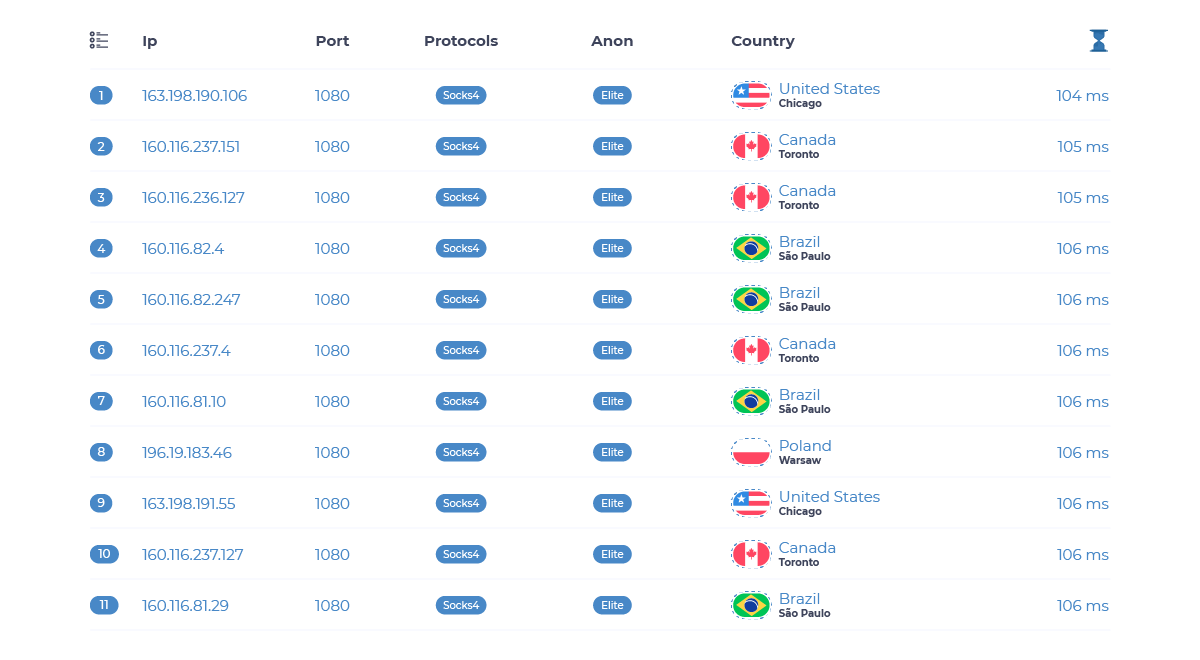 Ip Port Protocols Anon Country
1 163.198.190.106 1080 Socks4 Elite United States 104 ms
Chicago
2 160.116.237.151 1080 Socks4 Elite Canada 105 ms
Toronto
3 160.116.236.127 1080 Socks4 Elite Canada 105 ms
Toronto
4 160.116.82.4 1080 Socks4 Elite Brazil 106 ms
São Paulo
5 160.116.82.247 1080 Socks4 Elite Brazil 106 ms
São Paulo
6 160.116.237.4 1080 Socks4 Elite Canada 106 ms
Toronto
7 160.116.81.10 1080 Socks4 Elite Brazil 106 ms
São Paulo
8 196.19.183.46 1080 Socks4 Elite Poland 106 ms
Warsaw
9 163.198.191.55 1080 Socks4 Elite United States 106 ms
Chicago
10 160.116.237.127 1080 Socks4 Elite Canada 106 ms
Toronto
11 160.116.81.29 1080 Socks4 Elite Brazil 106 ms
São Paulo